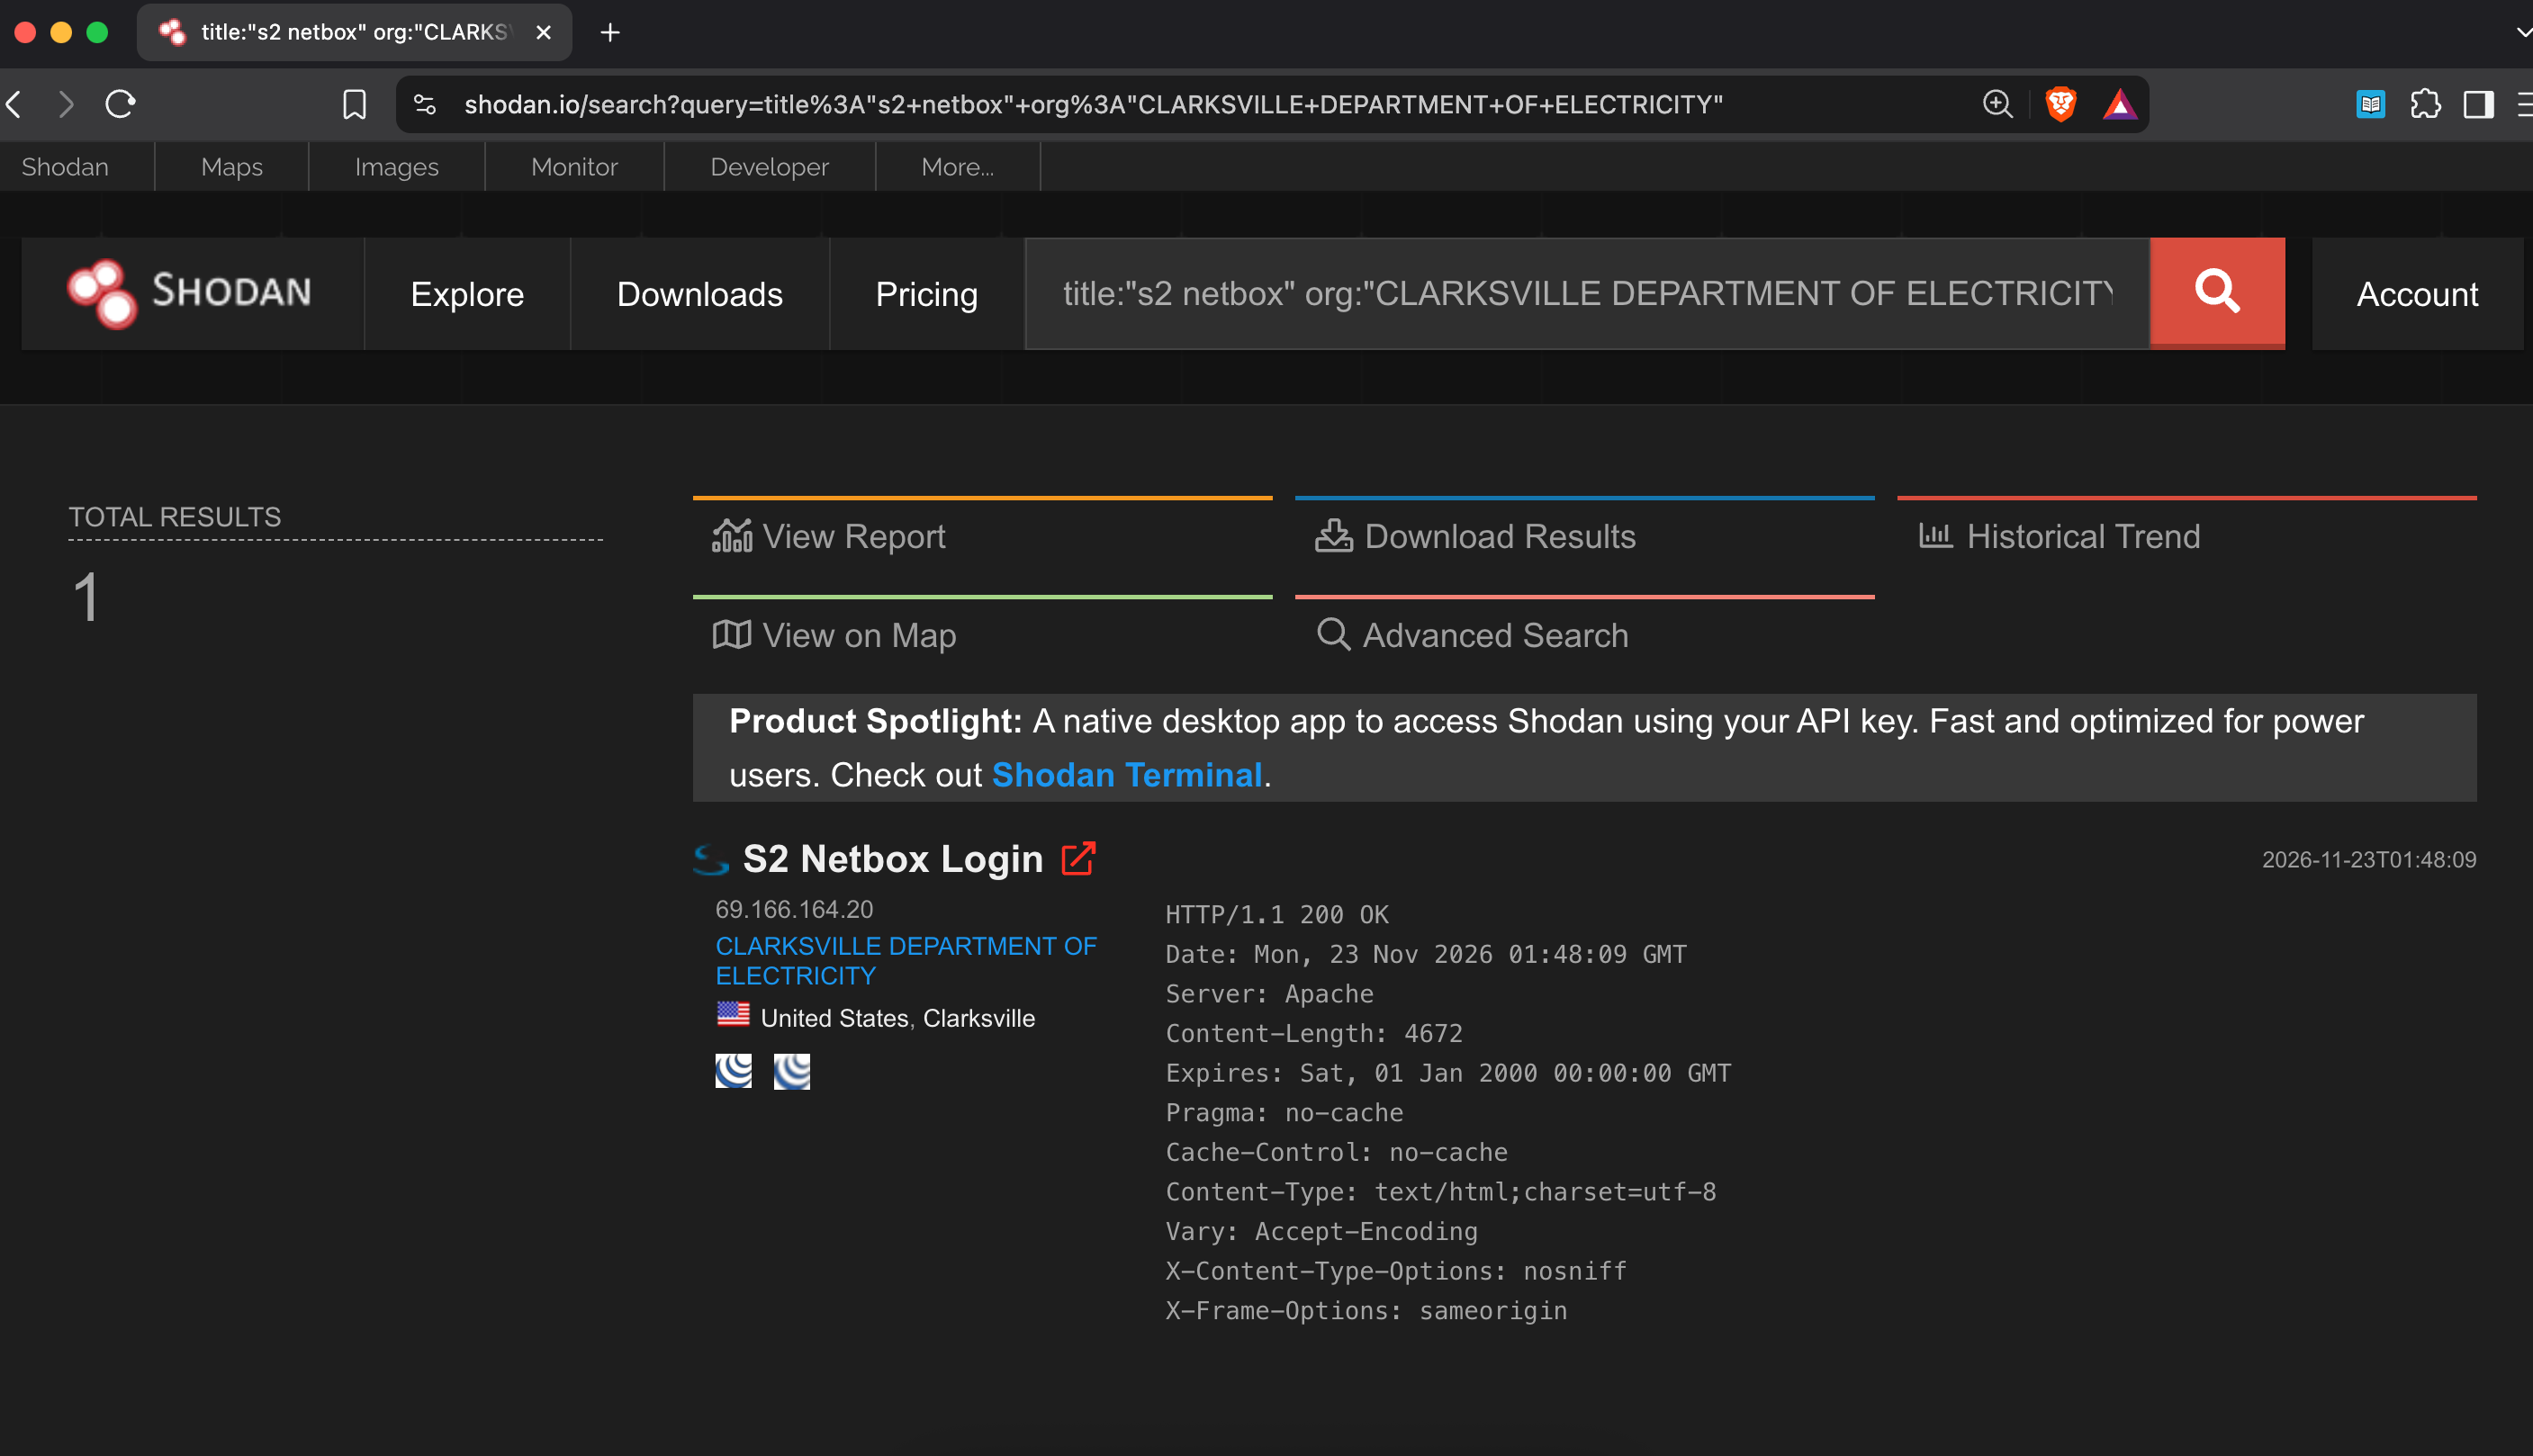 title:"s2 netbox" org:"CLARKS
shodan.io/search?query=title%3A"s2+netbox"+org%3A"CLARKSVILLE+DEPARTMENT+OF+ELECTRICITY"
Shodan Maps Images Monitor Developer More...
SHODAN Explore Downloads Pricing title:"s2 netbox" org:"CLARKSVILLE DEPARTMENT OF ELECTRICITY Account
TOTAL RESULTS
1
View Report Download Results Historical Trend
View on Map Advanced Search
Product Spotlight: A native desktop app to access Shodan using your API key. Fast and optimized for power
users. Check out Shodan Terminal.
S2 Netbox Login
2026-11-23T01:48:09
69.166.164.20
CLARKSVILLE DEPARTMENT OF
ELECTRICITY
United States, Clarksville
HTTP/1.1 200 OK
Date: Mon, 23 Nov 2026 01:48:09 GMT
Server: Apache
Content-Length: 4672
Expires: Sat, 01 Jan 2000 00:00:00 GMT
Pragma: no-cache
Cache-Control: no-cache
Content-Type: text/html;charset=utf-8
Vary: Accept-Encoding
X-Content-Type-Options: nosniff
X-Frame-Options: sameorigin